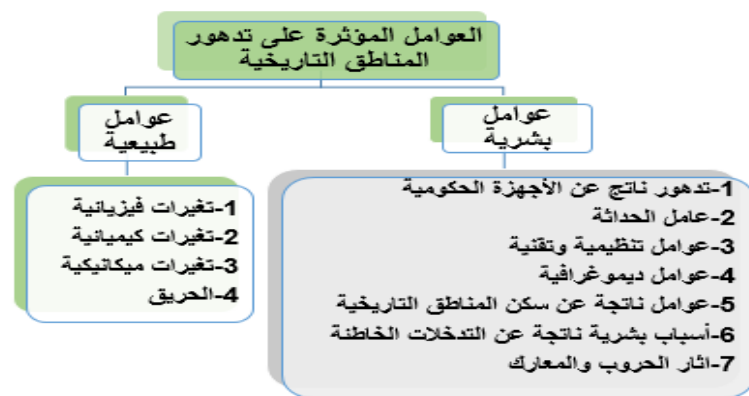 العوامل المؤثرة على تدهور
المناطق التاريخية
عوامل
بشرية
1-تدهور ناتج عن الأجهزة الحكومية
2-عامل الحداثة
3-عوامل تنظيمية وتقنية
4-عوامل ديموغرافية
5-عوامل ناتجة عن سكن المناطق التاريخية
6-أسباب بشرية ناتجة عن التدخلات الخاطئة
7-اثار الحروب والمعارك
عوامل
طبيعية
1-تغيرات فيزيائية
2-تغيرات كيميائية
3-تغيرات ميكانيكية
4-الحريق